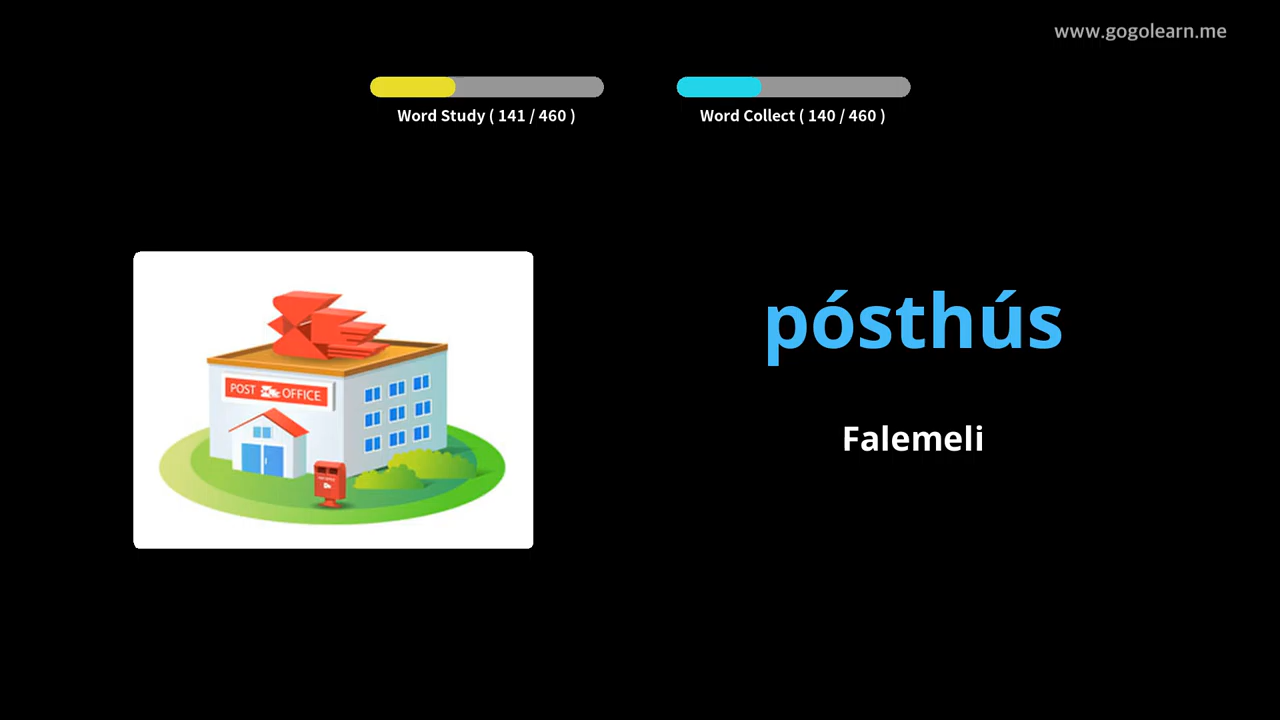 www.gogolearn.me
Word Study ( 141 / 460 )
Word Collect ( 140 / 460 )
POST OFFICE
pósthús
Falemeli